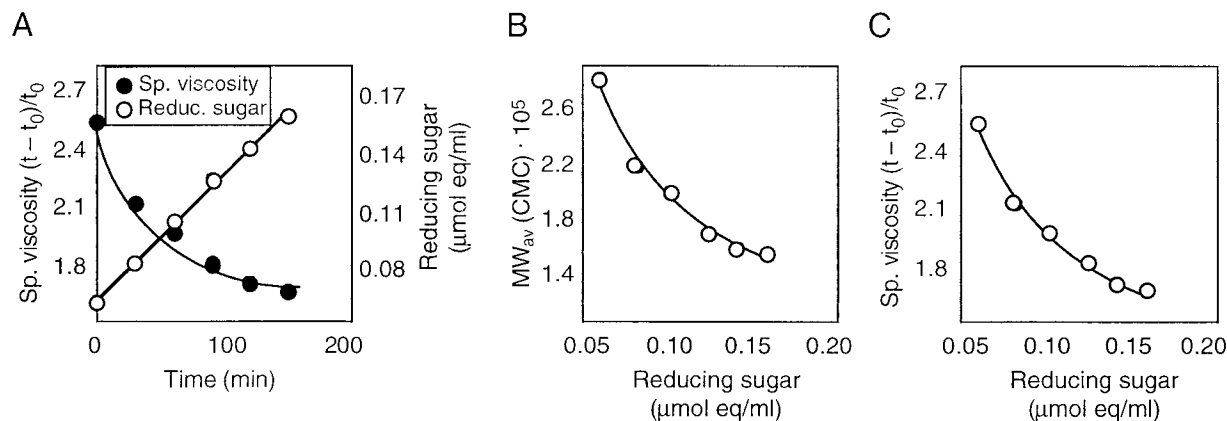 A
Sp. viscosity (t – t₀)/t₀
2.7
2.4
2.1
1.8
Sp. viscosity
Reduc. sugar
0.17
0.14
0.11
0.08
Reducing sugar
(μmol eq/ml)
0
100
200
Time (min)
B
MWav (CMC) · 10⁵
2.6
2.2
1.8
1.4
0.05
0.10
0.15
0.20
Reducing sugar
(μmol eq/ml)
C
Sp. viscosity (t – t₀)/t₀
2.7
2.4
2.1
1.8
0.05
0.10
0.15
0.20
Reducing sugar
(μmol eq/ml)